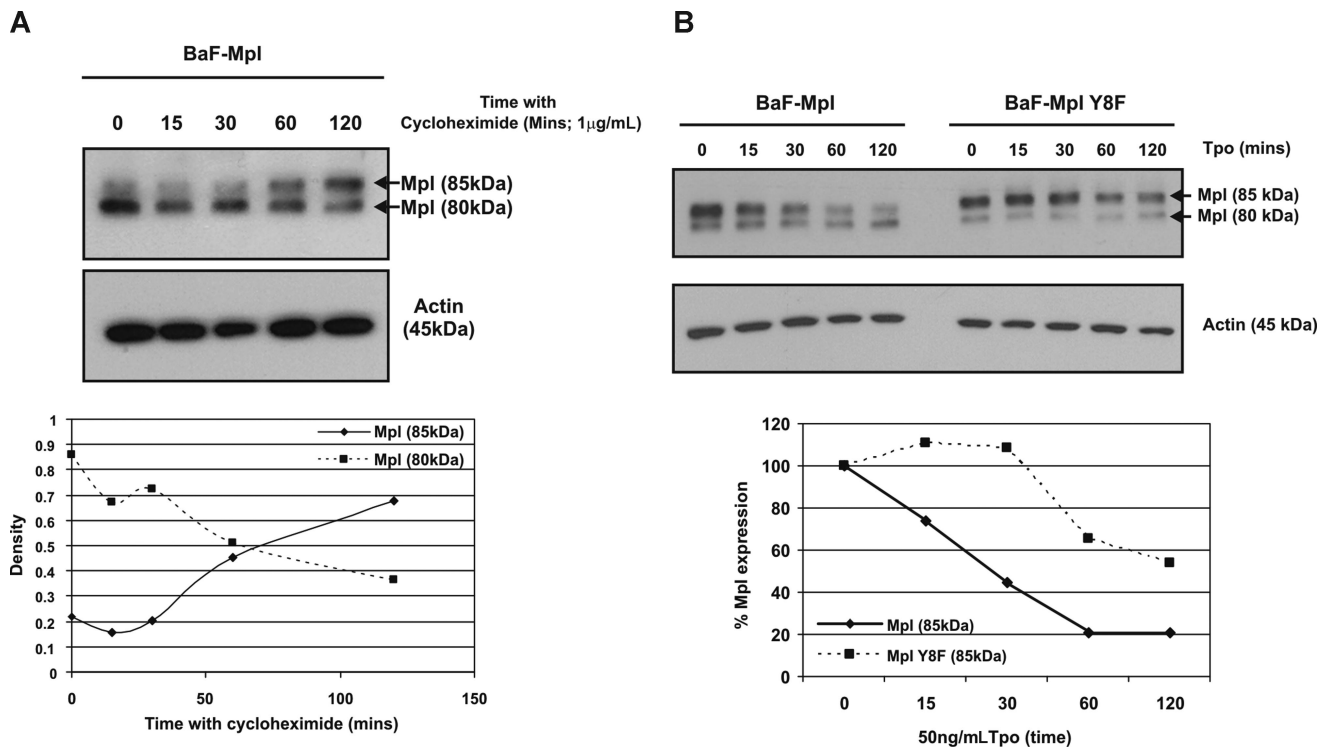 A
BaF-Mpl
0 15 30 60 120
Time with
Cycloheximide (Mins; 1µg/mL)
Mpl (85kDa)
Mpl (80kDa)
Actin
(45kDa)
1
0.9
0.8
0.7
0.6
0.5
0.4
0.3
0.2
0.1
0
Density
Mpl (85kDa)
Mpl (80kDa)
0 50 100 150
Time with cycloheximide (mins)
B
BaF-Mpl BaF-Mpl Y8F
0 15 30 60 120 0 15 30 60 120 Tpo (mins)
Mpl (85 kDa)
Mpl (80 kDa)
Actin (45 kDa)
120
100
80
60
40
20
0
% Mpl expression
Mpl (85kDa)
Mpl Y8F (85kDa)
0 15 30 60 120
50ng/mLTpo (time)